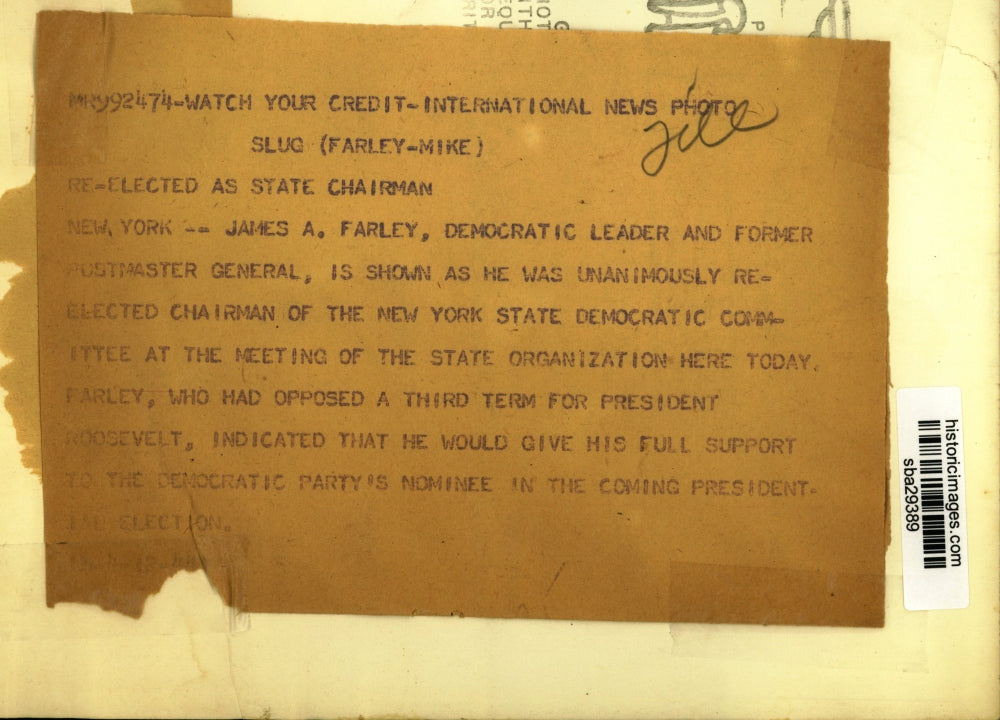 MR992474-WATCH YOUR CREDIT-INTERNATIONAL NEWS PHOTO
SLUG (FARLEY-MIKE)
RE-ELECTED AS STATE CHAIRMAN
NEW YORK -- JAMES A. FARLEY, DEMOCRATIC LEADER AND FORMER
POSTMASTER GENERAL, IS SHOWN AS HE WAS UNANIMOUSLY RE-
ELECTED CHAIRMAN OF THE NEW YORK STATE DEMOCRATIC COMM-
ITTEE AT THE MEETING OF THE STATE ORGANIZATION HERE TODAY.
FARLEY, WHO HAD OPPOSED A THIRD TERM FOR PRESIDENT
ROOSEVELT, INDICATED THAT HE WOULD GIVE HIS FULL SUPPORT
TO THE DEMOCRATIC PARTY'S NOMINEE IN THE COMING PRESIDENT-
IAL ELECTION.
file
historicimages.com
sba29389